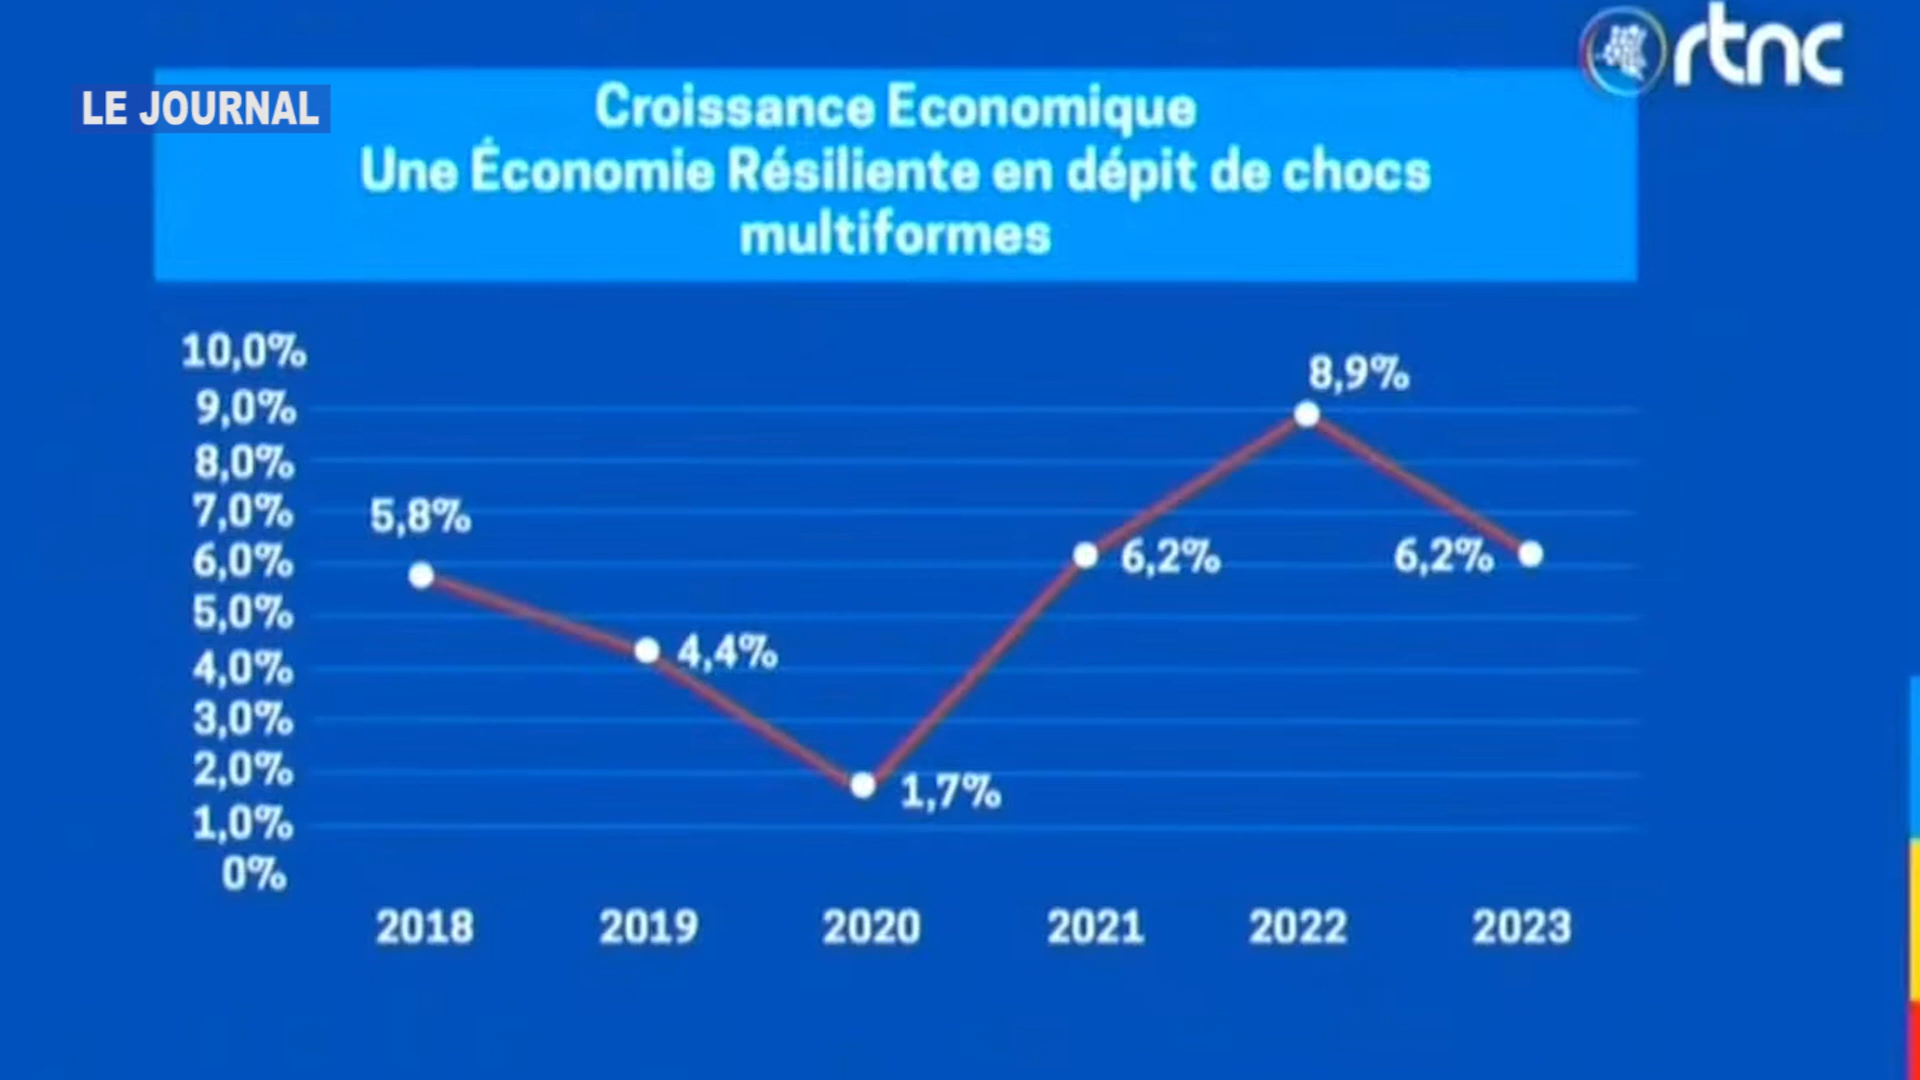 rtnc
LE JOURNAL
Croissance Economique
Une Économie Résiliente en dépit de chocs
multiformes
10,0%
9,0%
8,0%
7,0%
6,0%
5,0%
4,0%
3,0%
2,0%
1,0%
0%
5,8%
4,4%
1,7%
6,2%
8,9%
6,2%
2018 2019 2020 2021 2022 2023